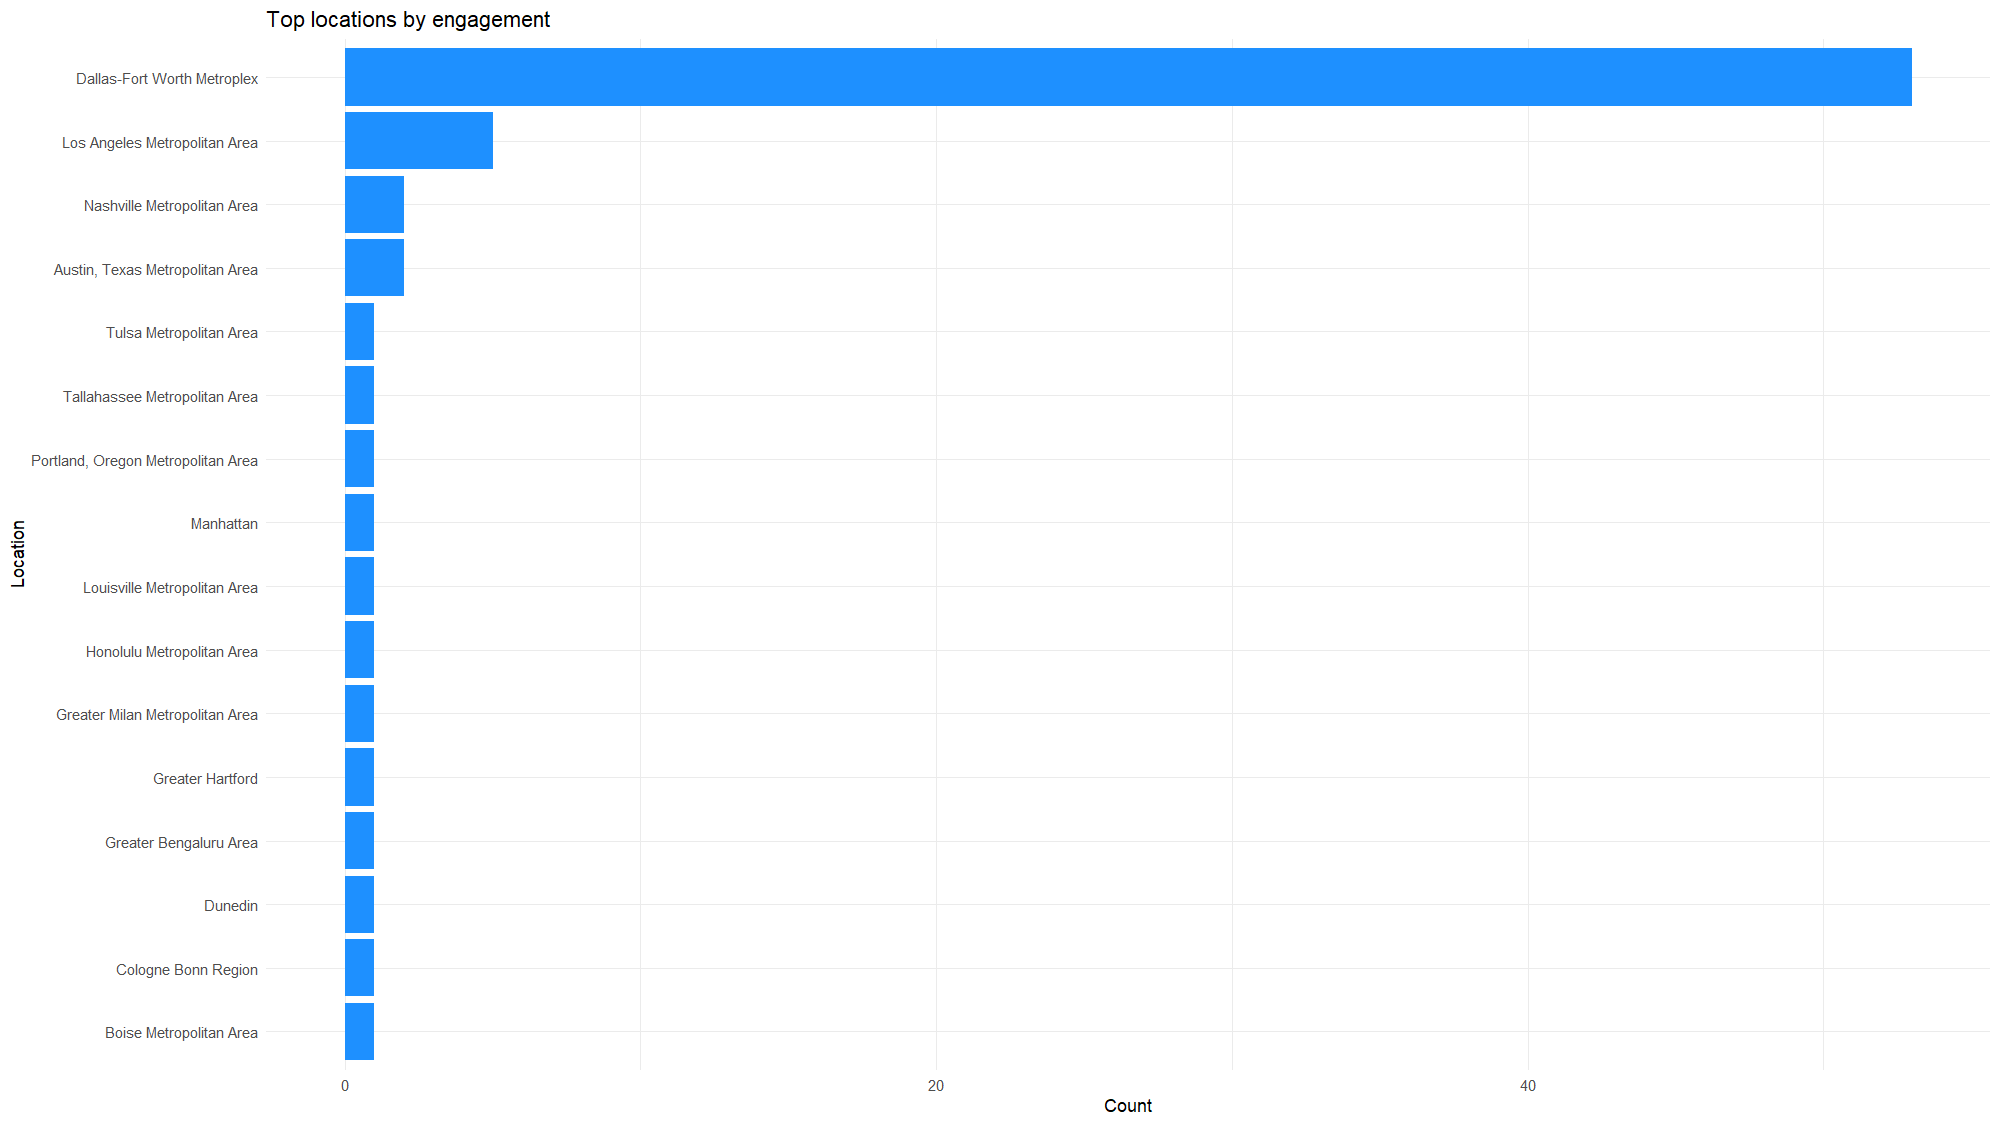 Top locations by engagement
Dallas-Fort Worth Metroplex
Los Angeles Metropolitan Area
Nashville Metropolitan Area
Austin, Texas Metropolitan Area
Tulsa Metropolitan Area
Tallahassee Metropolitan Area
Portland, Oregon Metropolitan Area
Manhattan
Louisville Metropolitan Area
Honolulu Metropolitan Area
Greater Milan Metropolitan Area
Greater Hartford
Greater Bengaluru Area
Dunedin
Cologne Bonn Region
Boise Metropolitan Area
Location
0 20 40
Count